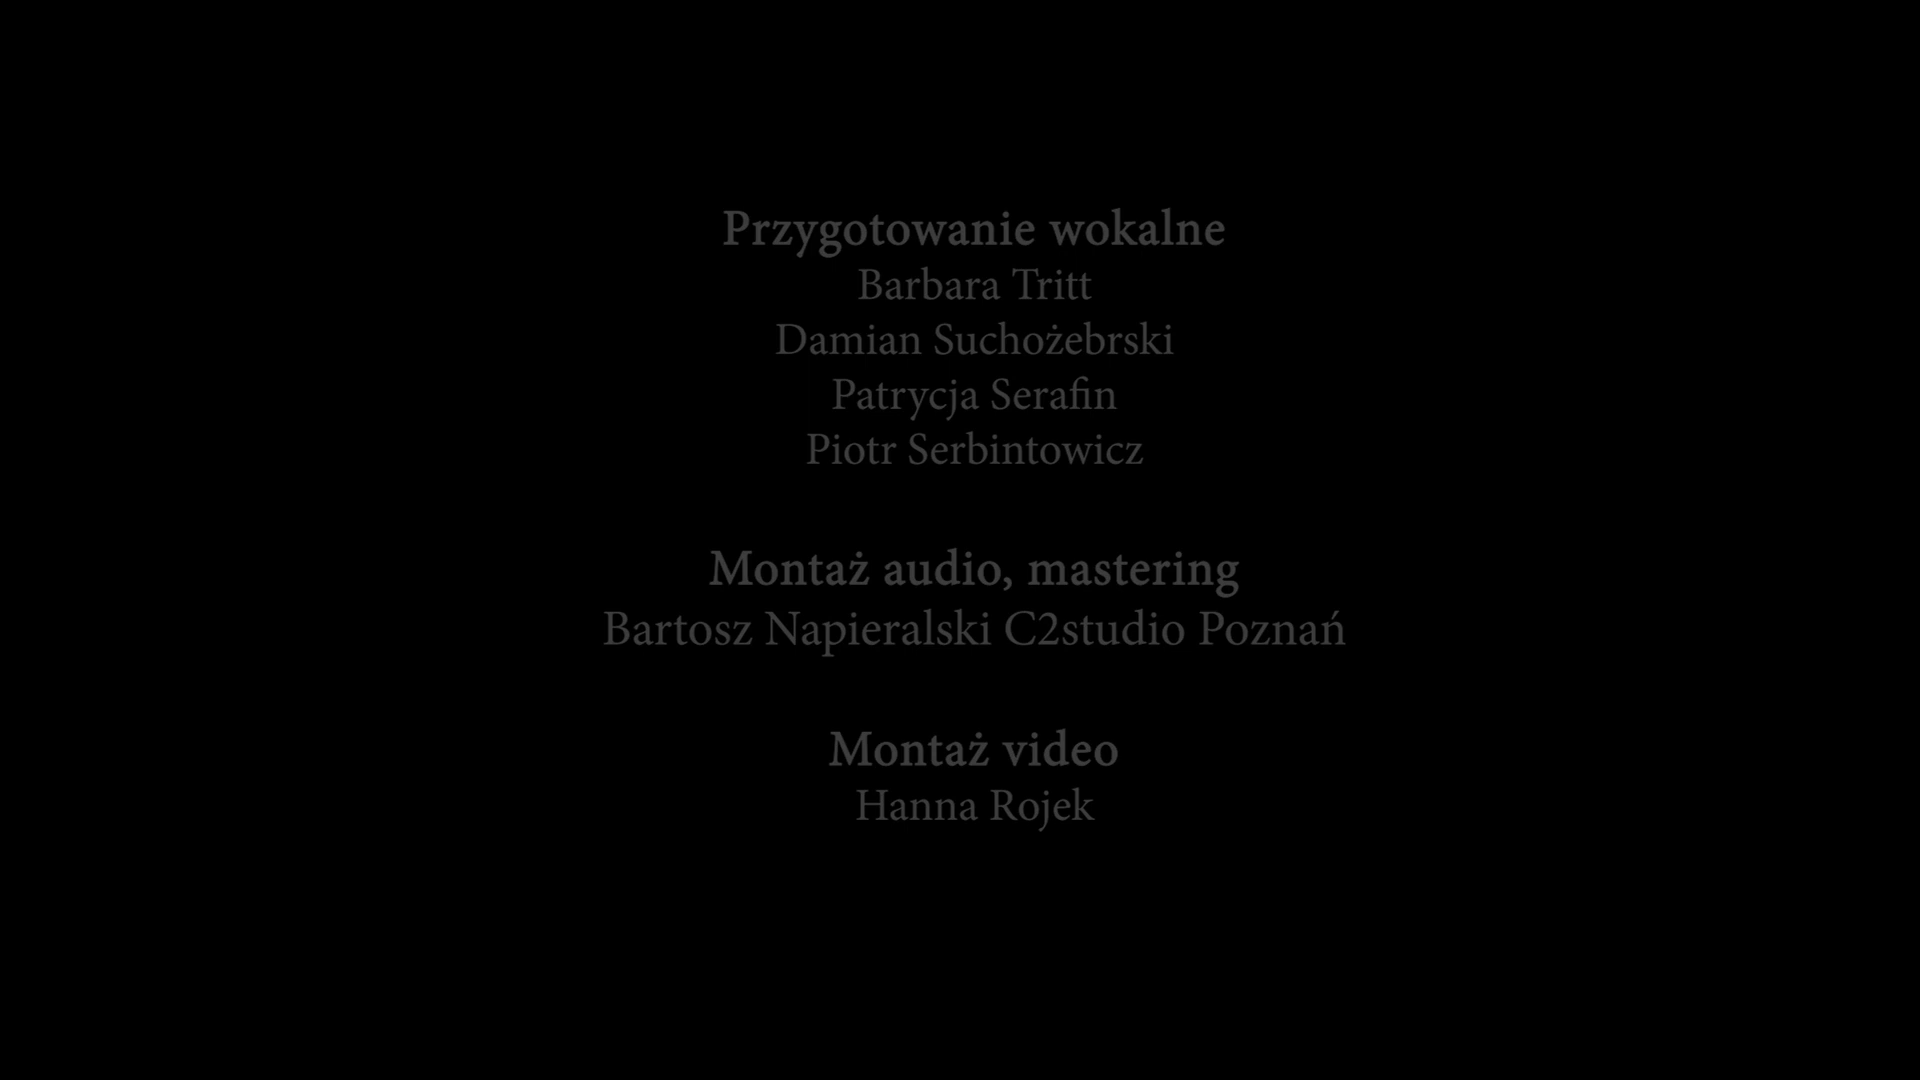 Przygotowanie wokalne
Barbara Tritt
Damian Suchożebrski
Patrycja Serafin
Piotr Serbintowicz
Montaż audio, mastering
Bartosz Napieralski C2studio Poznań
Montaż video
Hanna Rojek